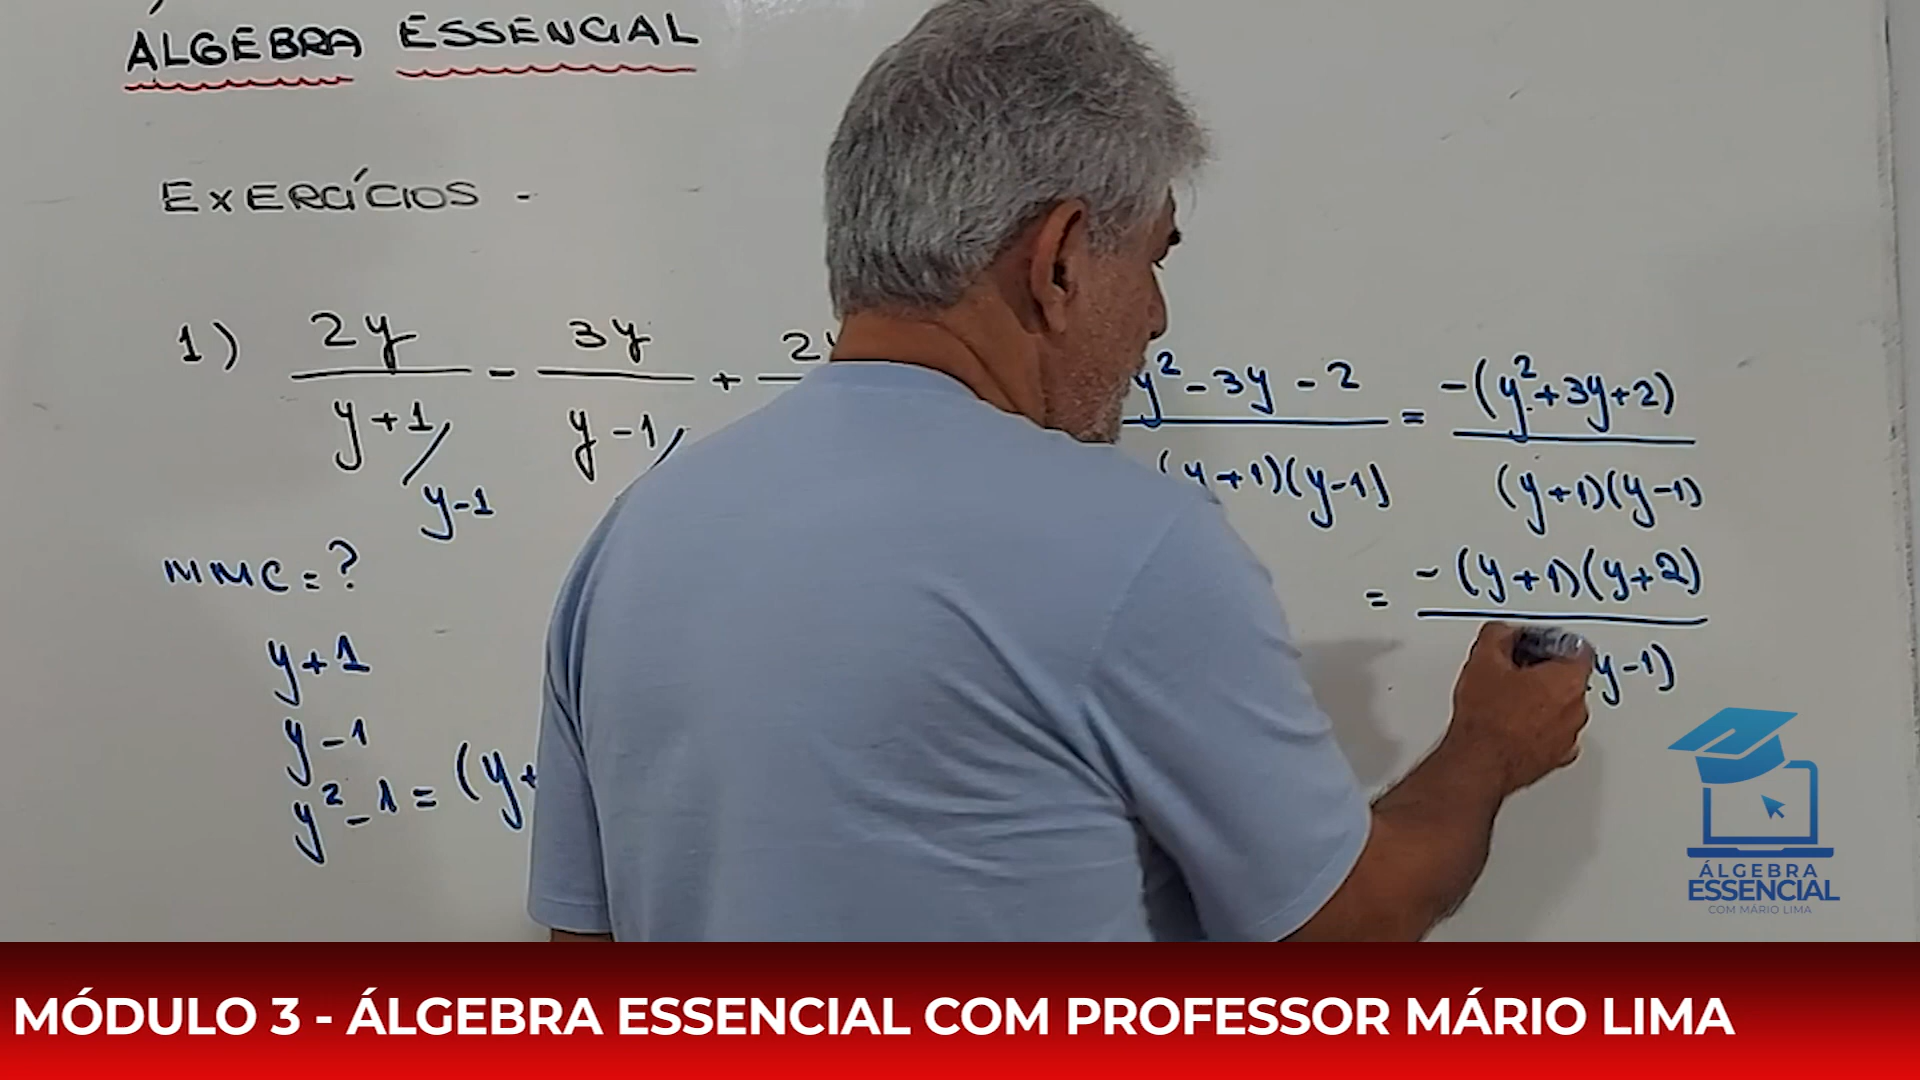 ÁLGEBRA ESSENCIAL
EXERCÍCIOS -
1) 2y/y+1 - 3y/y-1 + 2
y-1
y² - 3y - 2 / (y+1)(y-1) = -(y²+3y+2) / (y+1)(y-1)
= -(y+1)(y+2) / y-1)
MMC = ?
y+1
y-1
y²-1 = (y+
ÁLGEBRA
ESSENCIAL
COM MÁRIO LIMA
MÓDULO 3 - ÁLGEBRA ESSENCIAL COM PROFESSOR MÁRIO LIMA